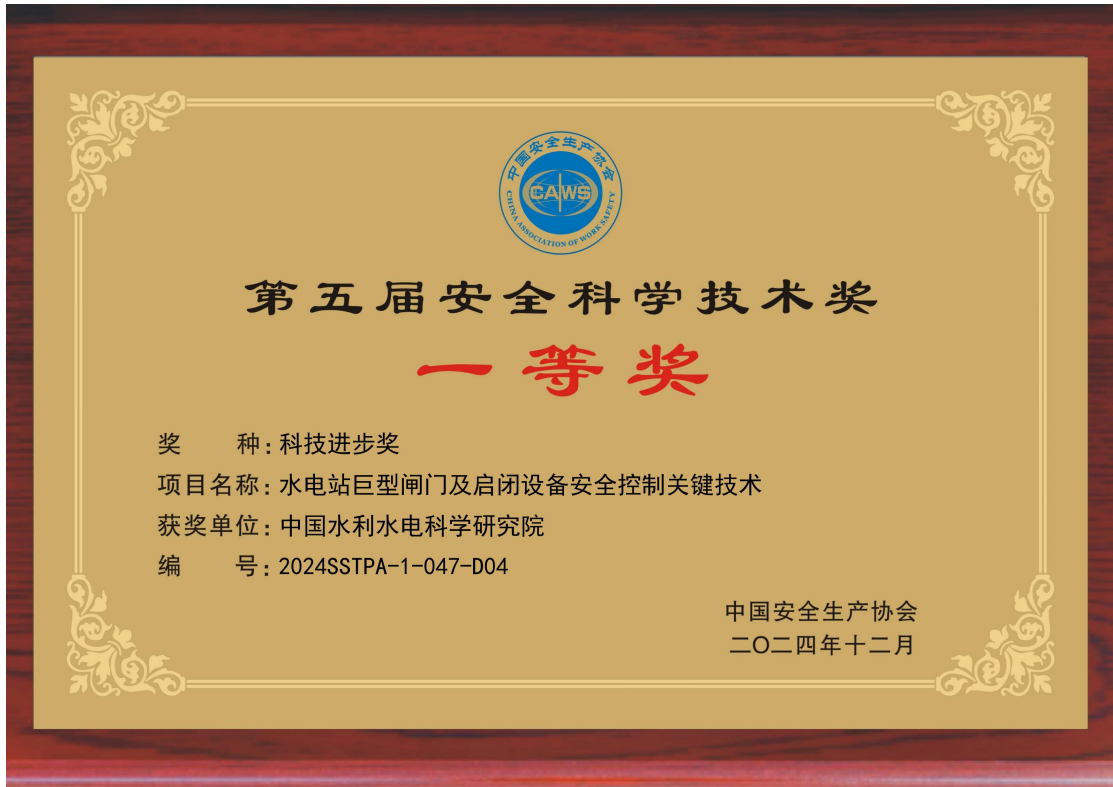 中国安全生产协会
CAWS
CHINA ASSOCIATION OF WORK SAFETY
第五届安全科学技术奖
一等奖
奖 种:科技进步奖
项目名称:水电站巨型闸门及启闭设备安全控制关键技术
获奖单位:中国水利水电科学研究院
编 号:2024SSTPA-1-047-D04
中国安全生产协会
二〇二四年十二月